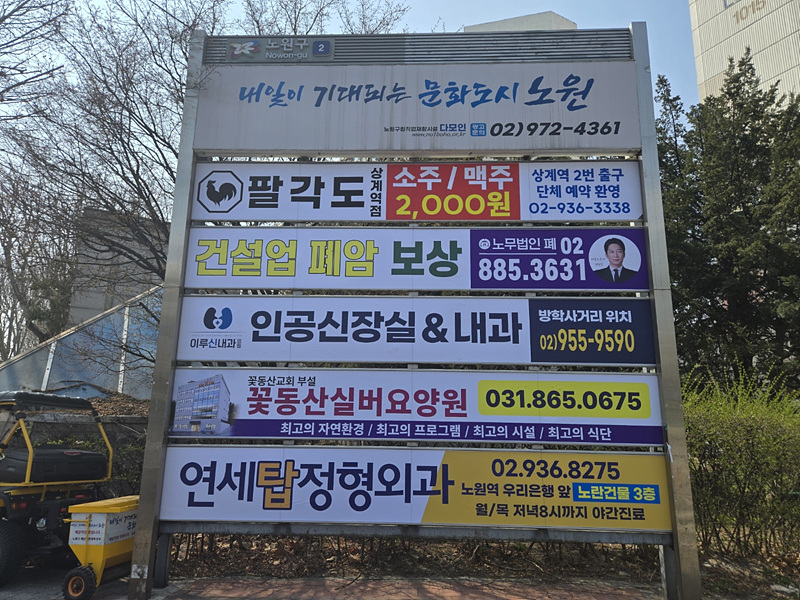 노원구 2
Nowon-gu
내일이 기대되는 문화도시 노원
다모인
02)972-4361
팔각도 상계역점
소주 / 맥주
2,000원
상계역 2번 출구
단체 예약 환영
02-936-3338
건설업 폐암 보상
노무법인 폐 02
885.3631
이루신내과
인공신장실&내과
방학사거리 위치
02)955-9590
꽃동산교회 부설
꽃동산실버요양원
031.865.0675
최고의 자연환경 / 최고의 프로그램 / 최고의 시설 / 최고의 식단
연세탑정형외과
02.936.8275
노원역 우리은행 앞 노란건물 3층
월/목 저녁8시까지 야간진료
1015